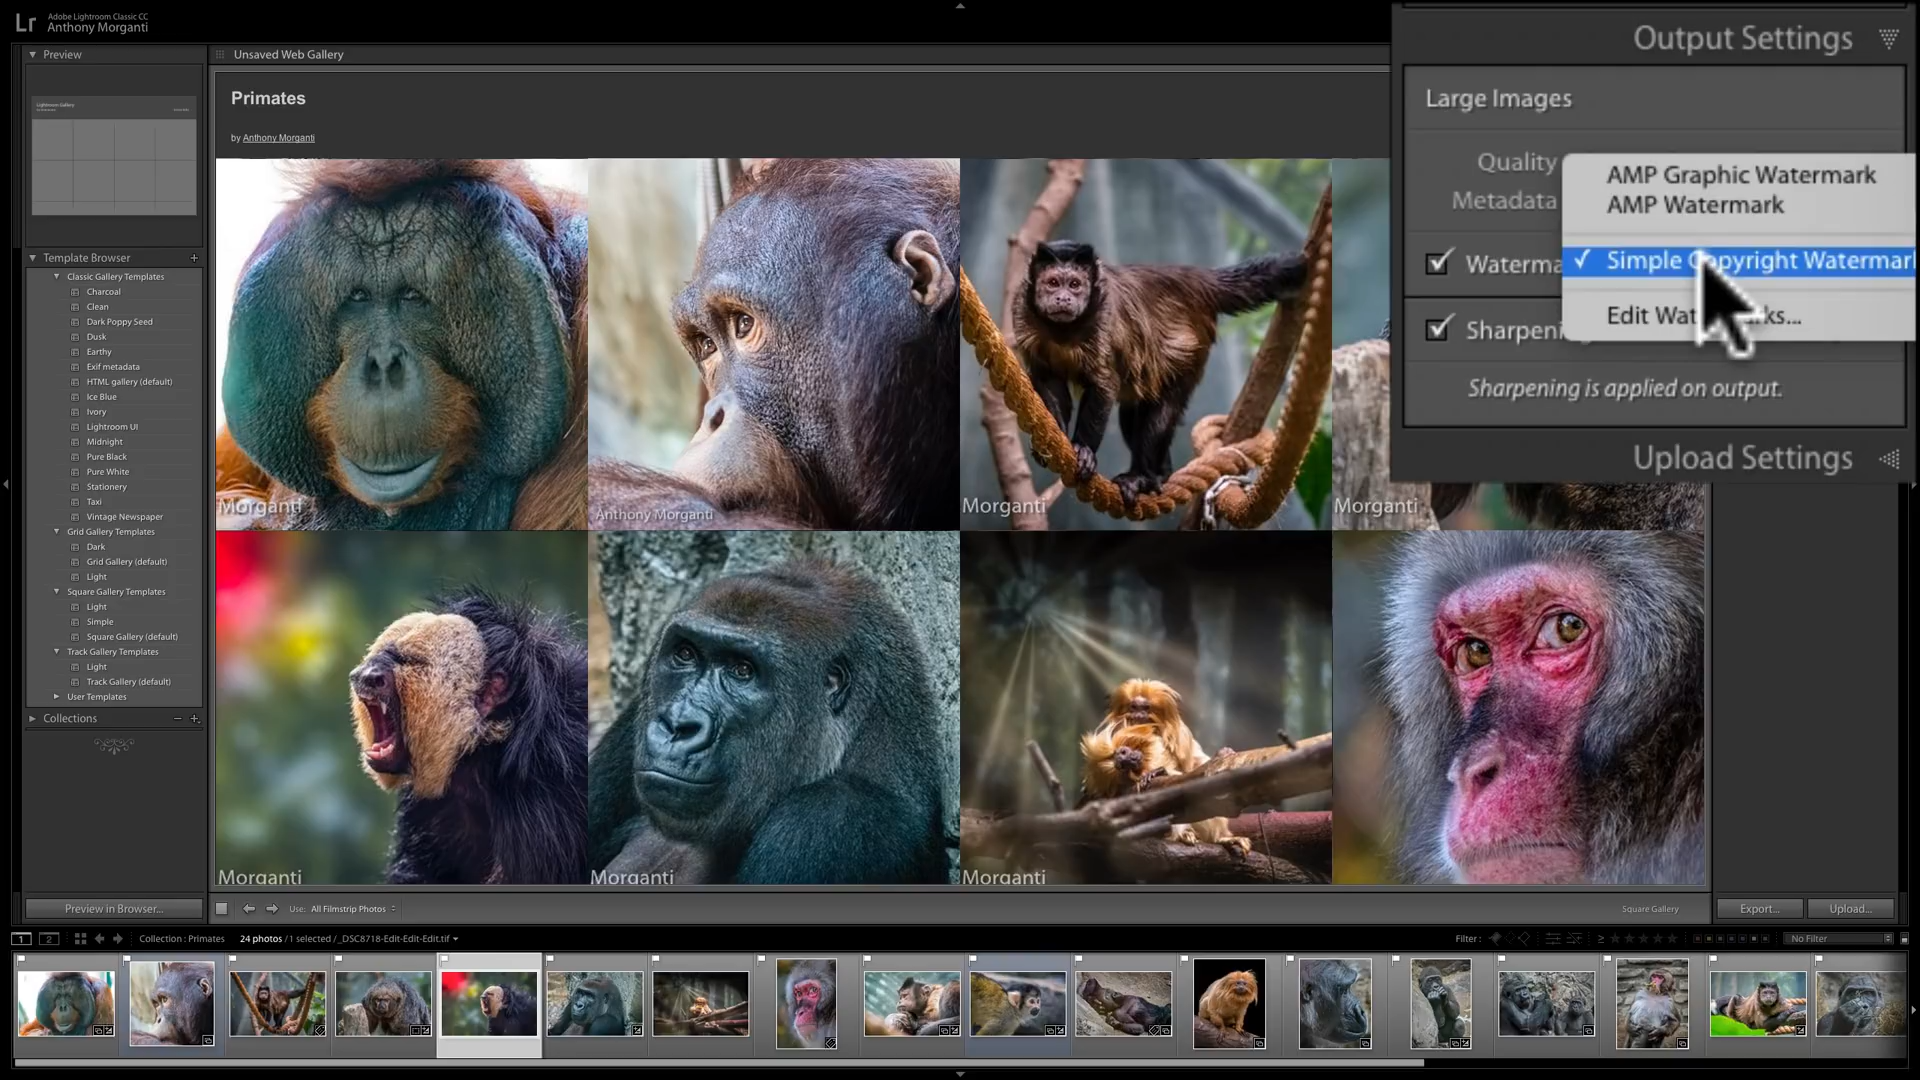 Lr
Adobe Lightroom Classic CC
Anthony Morganti
Preview
Template Browser
Classic Gallery Templates
Charcoal
Clean
Dark Poppy Seed
Dusk
Earthy
Exif metadata
HTML gallery (default)
Ice Blue
Ivory
Lightroom UI
Midnight
Pure Black
Pure White
Stationery
Taxi
Vintage Newspaper
Grid Gallery Templates
Dark
Grid Gallery (default)
Light
Square Gallery Templates
Light
Simple
Square Gallery (default)
Track Gallery Templates
Light
Track Gallery (default)
User Templates
Collections
Preview in Browser...
Unsaved Web Gallery
Primates
by Anthony Morganti
Morganti
Anthony Morganti
Morganti
Morganti
Morganti
Morganti
Morganti
Use: All Filmstrip Photos
Square Gallery
Output Settings
Large Images
Quality
Metadata
AMP Graphic Watermark
AMP Watermark
Simple Copyright Watermark
Edit Watermarks...
Sharpening is applied on output.
Upload Settings
Export...
Upload...
1
2
Collection : Primates
24 photos / 1 selected / _DSC8718-Edit-Edit-Edit.tif
Filter :
No Filter